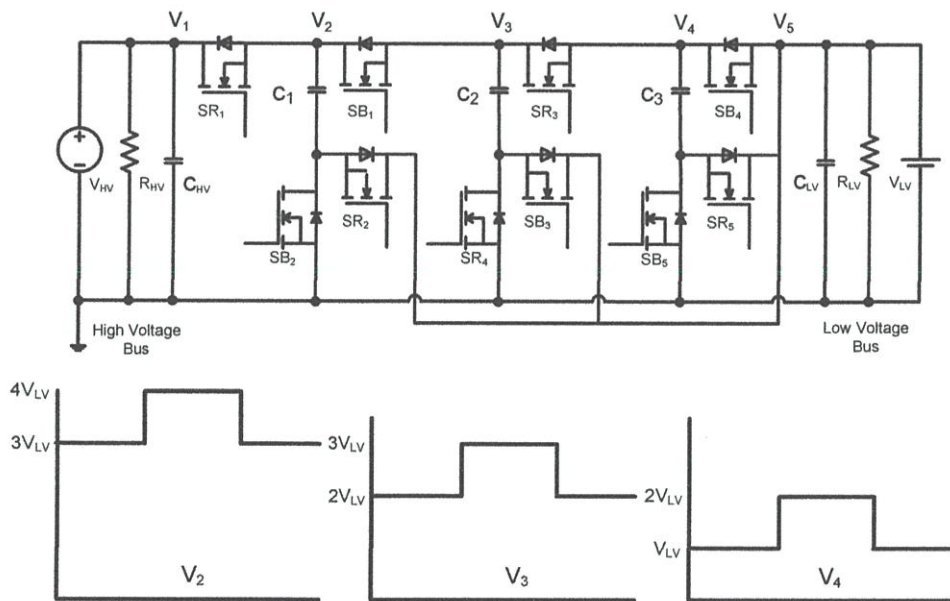 V1 V2 V3 V4 V5
C1 C2 C3
SR1 SB1 SR3 SB4
+
−
VHV RHV CHV CLV RLV VLV
SR2 SB3 SR5
SB2 SR4 SB5
High Voltage
Bus
Low Voltage
Bus
4VLV
3VLV
V2
3VLV
2VLV
V3
2VLV
VLV
V4